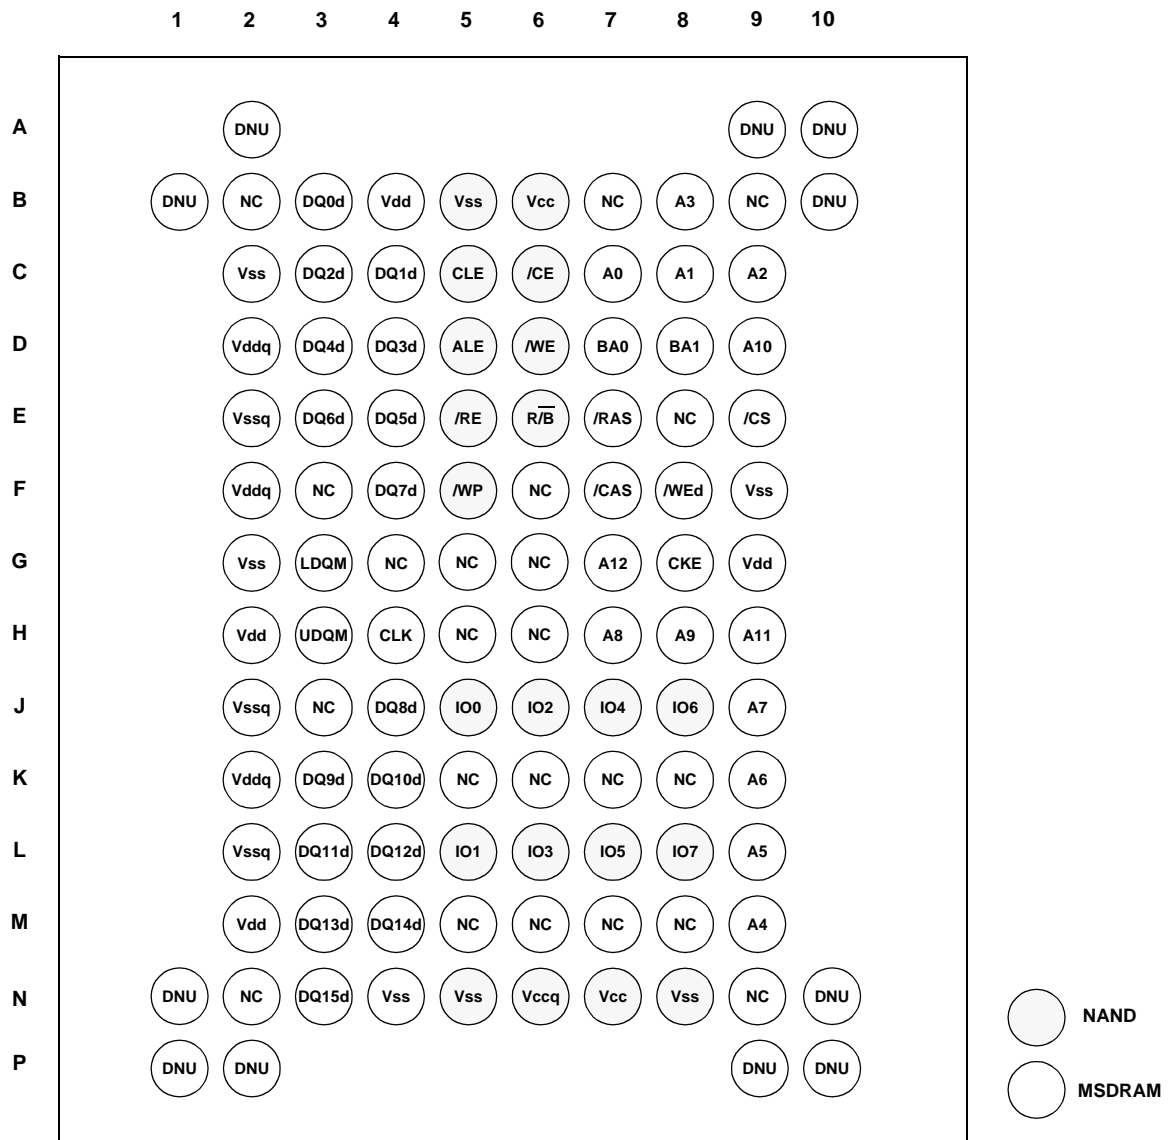 1 2 3 4 5 6 7 8 9 10
A DNU DNU DNU
B DNU NC DQ0d Vdd Vss Vcc NC A3 NC DNU
C Vss DQ2d DQ1d CLE /CE A0 A1 A2
D Vddq DQ4d DQ3d ALE /WE BA0 BA1 A10
E Vssq DQ6d DQ5d /RE R/B̅ /RAS NC /CS
F Vddq NC DQ7d /WP NC /CAS /WEd Vss
G Vss LDQM NC NC NC A12 CKE Vdd
H Vdd UDQM CLK NC NC A8 A9 A11
J Vssq NC DQ8d IO0 IO2 IO4 IO6 A7
K Vddq DQ9d DQ10d NC NC NC NC A6
L Vssq DQ11d DQ12d IO1 IO3 IO5 IO7 A5
M Vdd DQ13d DQ14d NC NC NC NC A4
N DNU NC DQ15d Vss Vss Vccq Vcc Vss NC DNU
P DNU DNU DNU DNU
NAND
MSDRAM